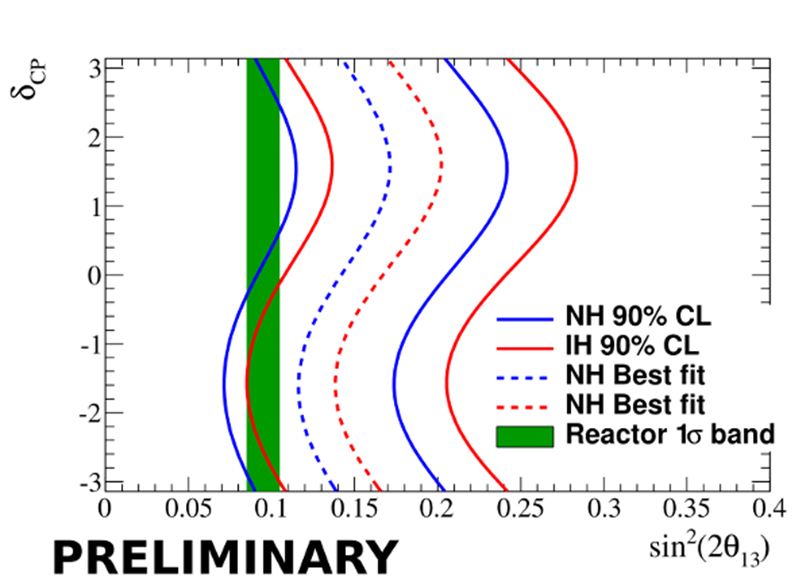 δCP
3
2
1
0
-1
-2
-3
NH 90% CL
IH 90% CL
NH Best fit
NH Best fit
Reactor 1σ band
0 0.05 0.1 0.15 0.2 0.25 0.3 0.35 0.4
sin²(2θ₁₃)
PRELIMINARY